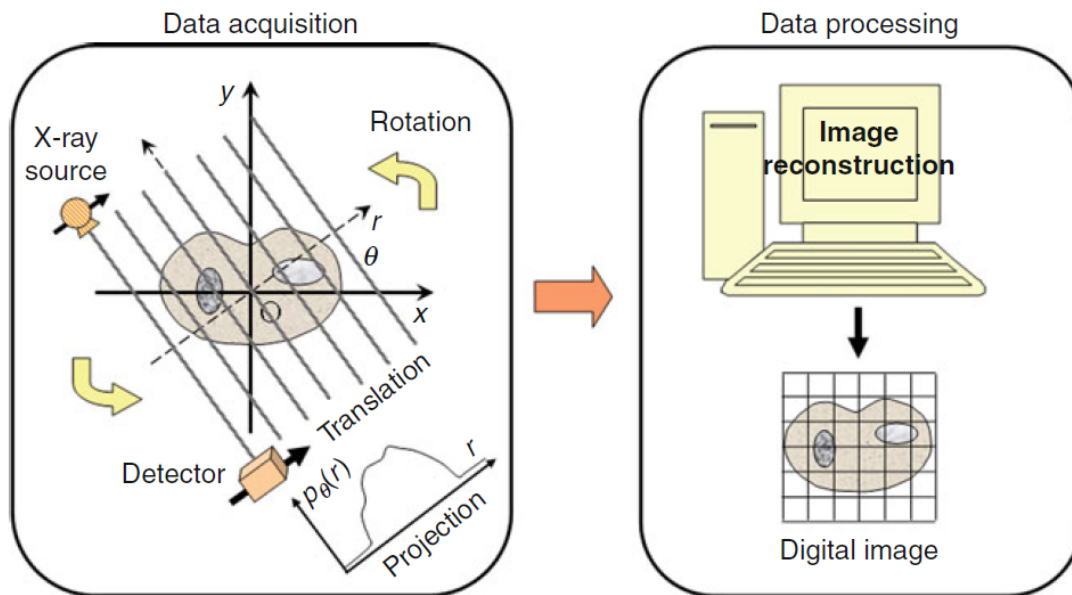 Data acquisition
Data processing
y
X-ray
source
Rotation
r
θ
x
O
Translation
Detector
pθ(r)
r
Projection
Image
reconstruction
Digital image